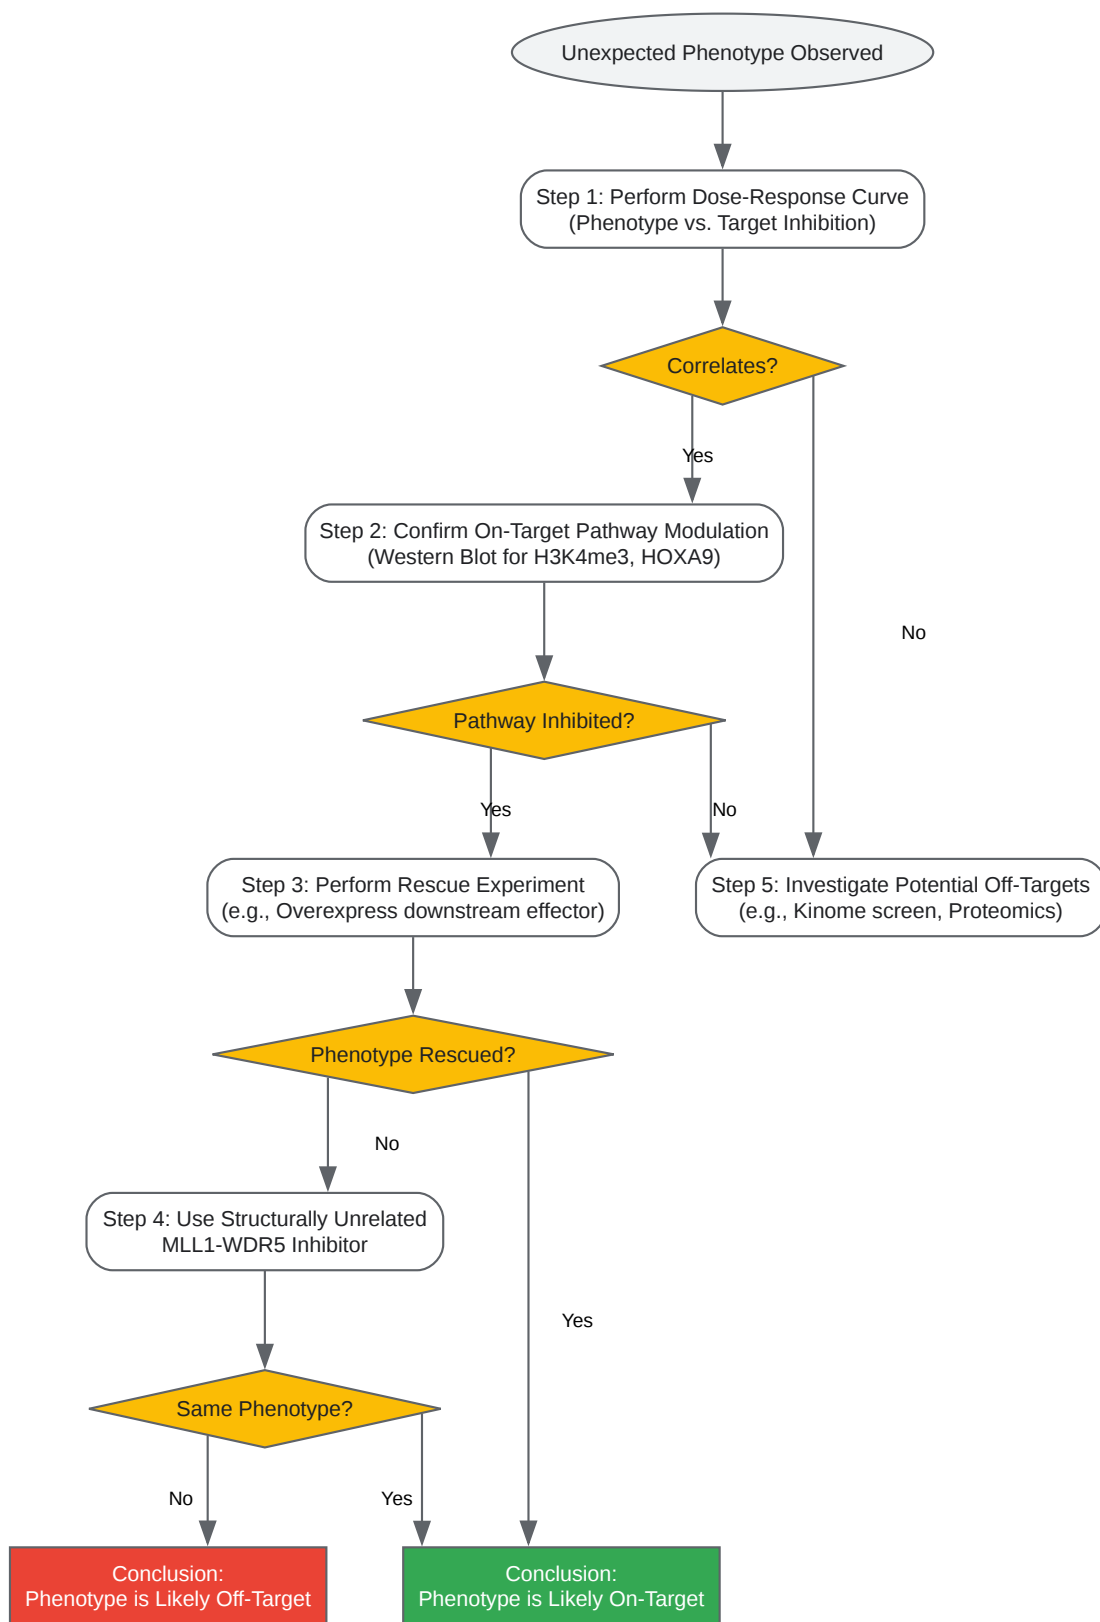 Unexpected Phenotype Observed
Step 1: Perform Dose-Response Curve
(Phenotype vs. Target Inhibition)
Correlates?
Yes
Step 2: Confirm On-Target Pathway Modulation
(Western Blot for H3K4me3, HOXA9)
No
Pathway Inhibited?
Yes
No
Step 3: Perform Rescue Experiment
(e.g., Overexpress downstream effector)
Step 5: Investigate Potential Off-Targets
(e.g., Kinome screen, Proteomics)
Phenotype Rescued?
No
Step 4: Use Structurally Unrelated
MLL1-WDR5 Inhibitor
Yes
Same Phenotype?
No
Yes
Conclusion:
Phenotype is Likely Off-Target
Conclusion:
Phenotype is Likely On-Target